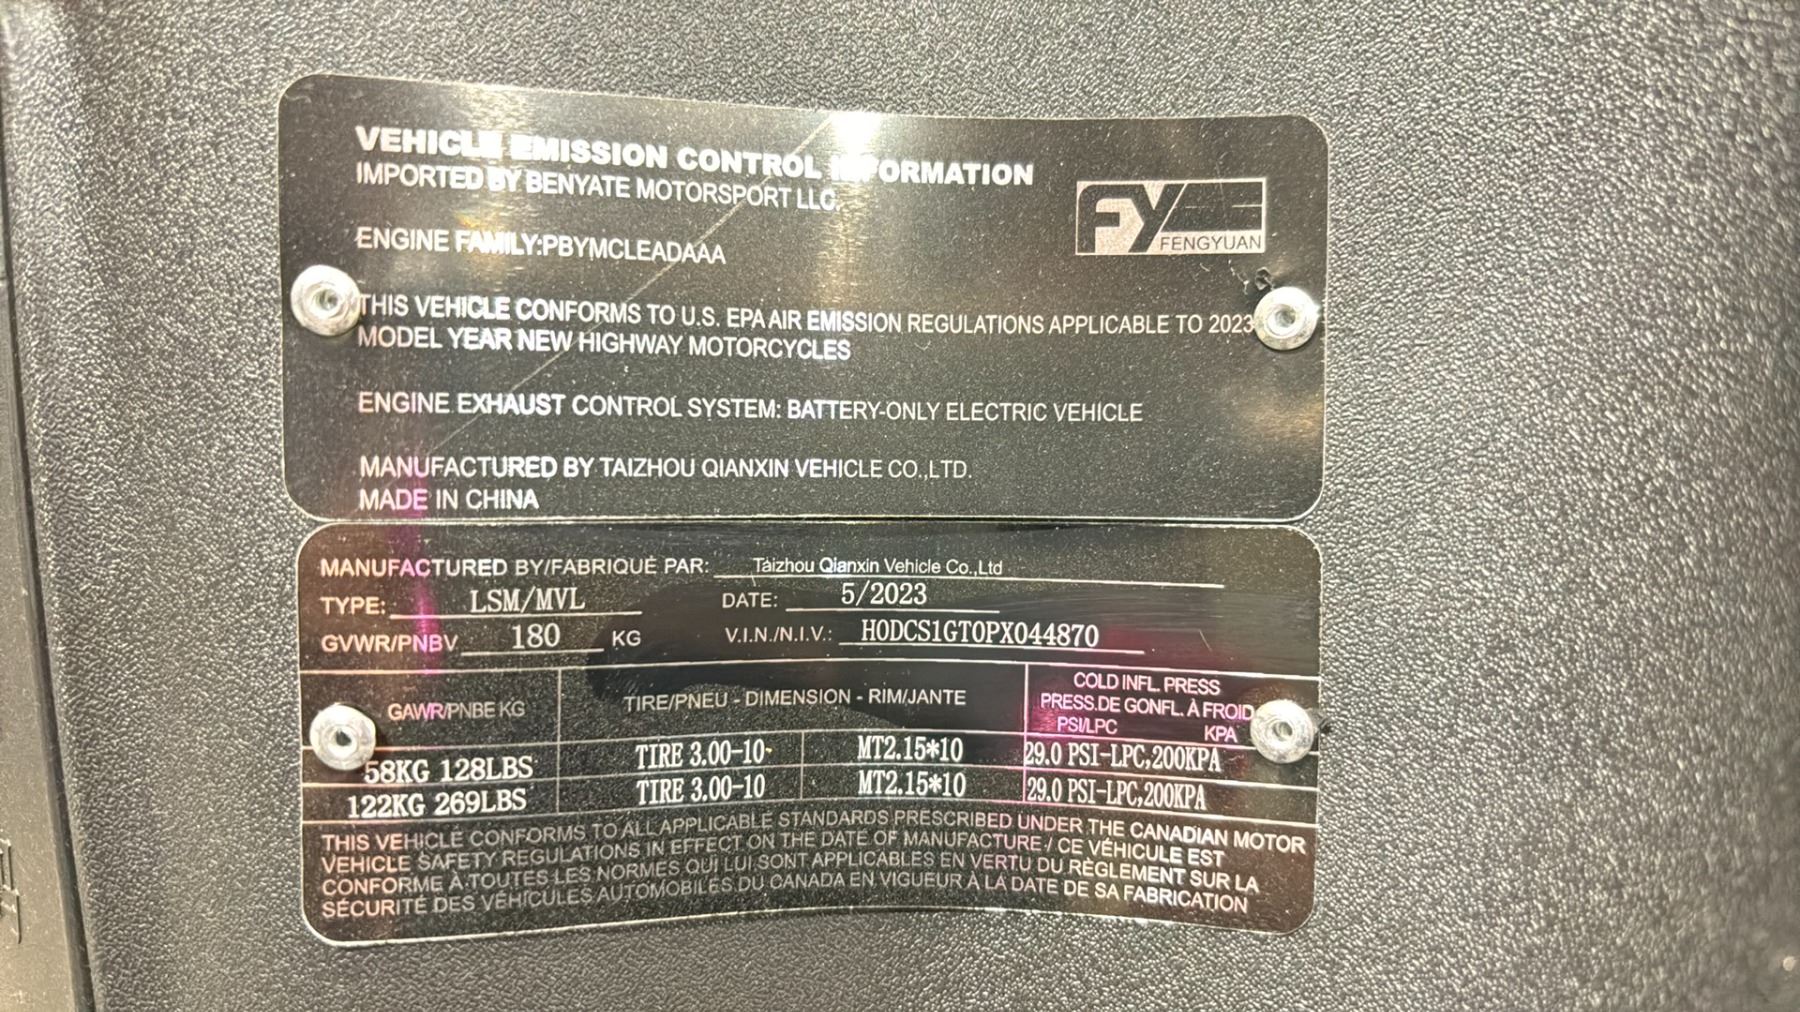 VEHICLE EMISSION CONTROL INFORMATION
IMPORTED BY BENYATE MOTORSPORT LLC.
FY
FENGYUAN
ENGINE FAMILY:PBYMCLEADAAA
THIS VEHICLE CONFORMS TO U.S. EPA AIR EMISSION REGULATIONS APPLICABLE TO 2023
MODEL YEAR NEW HIGHWAY MOTORCYCLES
ENGINE EXHAUST CONTROL SYSTEM: BATTERY-ONLY ELECTRIC VEHICLE
MANUFACTURED BY TAIZHOU QIANXIN VEHICLE CO.,LTD.
MADE IN CHINA
MANUFACTURED BY/FABRIQUÉ PAR: Taizhou Qianxin Vehicle Co.,Ltd
TYPE: LSM/MVL DATE: 5/2023
GVWR/PNBV 180 KG V.I.N./N.I.V.: H0DCS1GT0PX044870
GAWR/PNBE KG TIRE/PNEU - DIMENSION - RIM/JANTE
COLD INFL. PRESS
PRESS.DE GONFL. À FROID
PSI/LPC KPA
58KG 128LBS TIRE 3.00-10 MT2.15*10 29.0 PSI-LPC,200KPA
122KG 269LBS TIRE 3.00-10 MT2.15*10 29.0 PSI-LPC,200KPA
THIS VEHICLE CONFORMS TO ALL APPLICABLE STANDARDS PRESCRIBED UNDER THE CANADIAN MOTOR
VEHICLE SAFETY REGULATIONS IN EFFECT ON THE DATE OF MANUFACTURE / CE VÉHICULE EST
CONFORME À TOUTES LES NORMES QUI LUI SONT APPLICABLES EN VERTU DU RÈGLEMENT SUR LA
SÉCURITÉ DES VÉHICULES AUTOMOBILES DU CANADA EN VIGUEUR À LA DATE DE SA FABRICATION